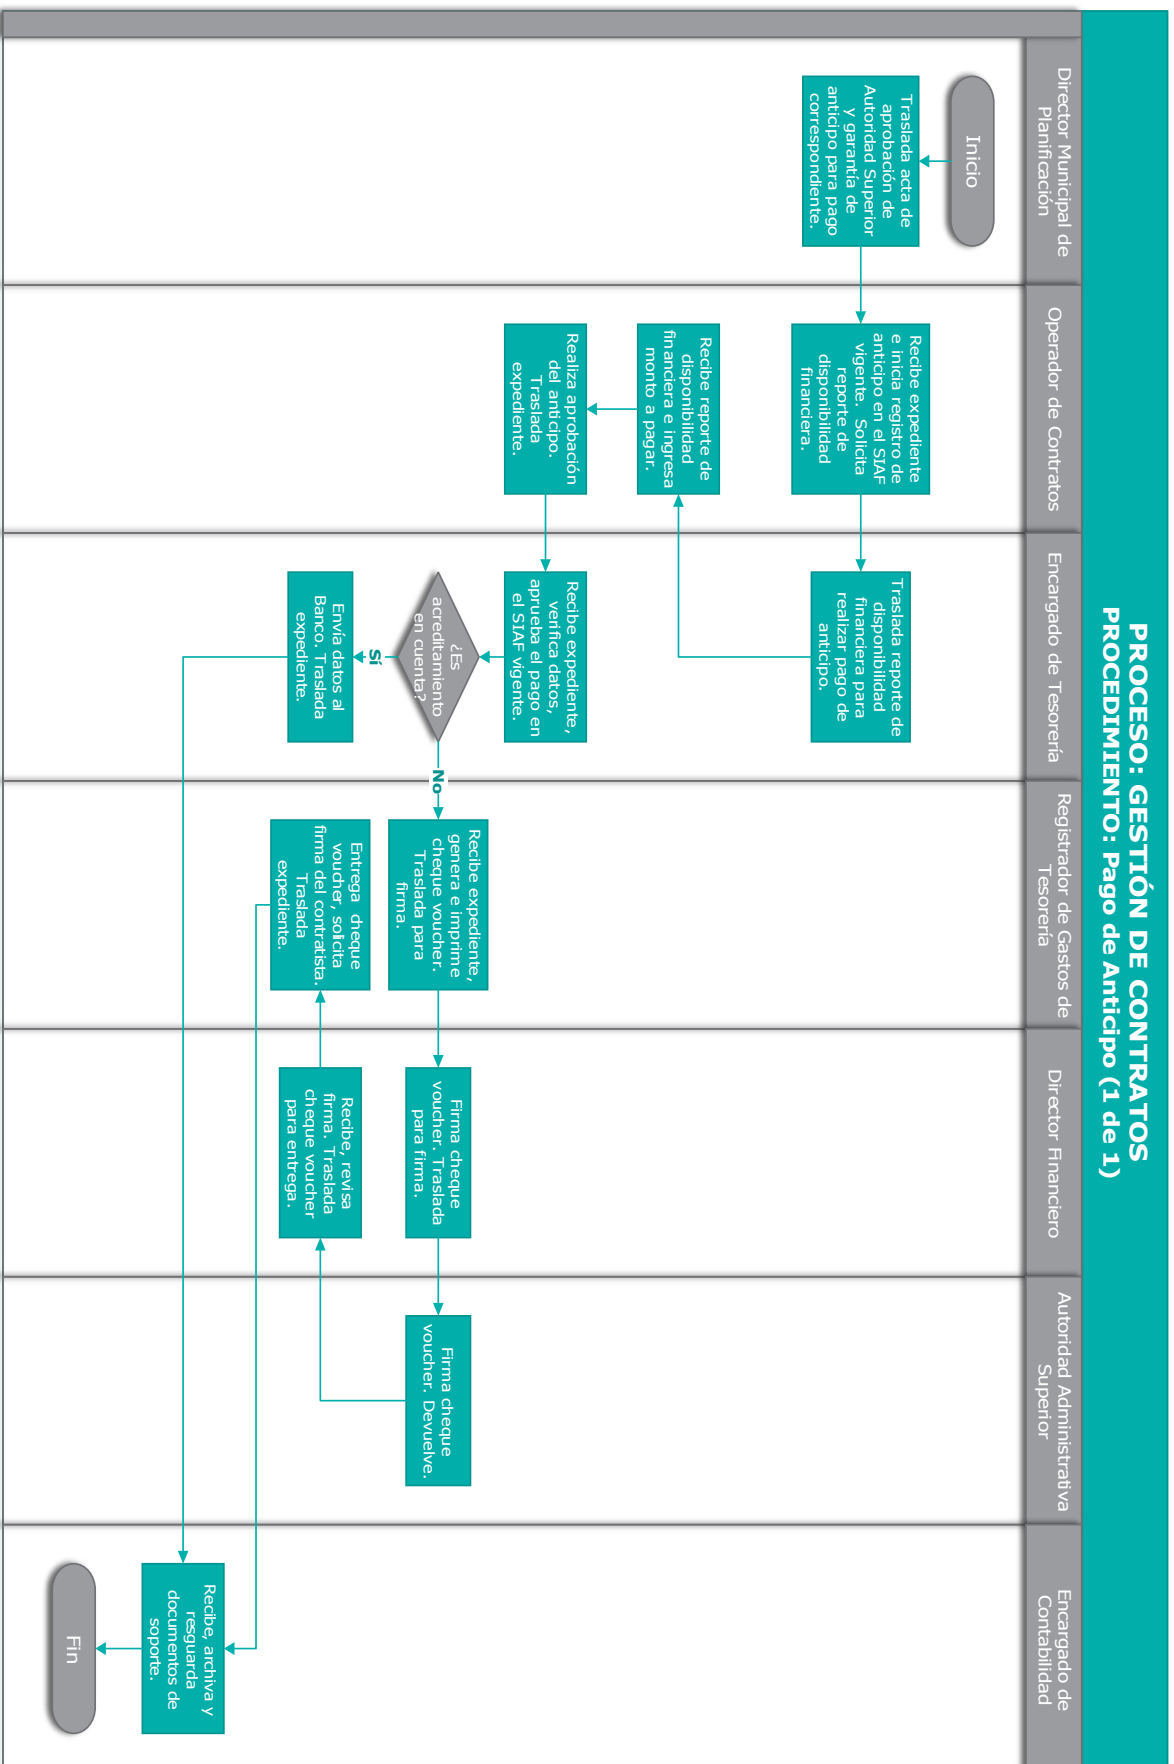 PROCESO: GESTIÓN DE CONTRATOS
PROCEDIMIENTO: Pago de Anticipo (1 de 1)
Director Municipal de
Planificación
Operador de Contratos
Encargado de Tesorería
Registrador de Gastos de
Tesorería
Director Financiero
Autoridad Administrativa
Superior
Encargado de
Contabilidad
Inicio
Traslada acta de
aprobación de
Autoridad Superior
y garantía de
anticipo para pago
correspondiente.
Recibe expediente
e inicia registro de
anticipo en el SIAF
vigente. Solicita
reporte de
disponibilidad
financiera.
Traslada reporte de
disponibilidad
financiera para
realizar pago de
anticipo.
Recibe reporte de
disponibilidad
financiera e ingresa
monto a pagar.
Realiza aprobación
del anticipo.
Traslada
expediente.
Recibe expediente,
verifica datos,
aprueba el pago en
el SIAF vigente.
¿Es
acreditamiento
en cuenta?
No
Sí
Recibe expediente,
genera e imprime
cheque voucher.
Traslada para
firma.
Firma cheque
voucher. Traslada
para firma.
Firma cheque
voucher. Devuelve.
Envía datos al
Banco. Traslada
expediente.
Entrega cheque
voucher, solicita
firma del contratista.
Traslada
expediente.
Recibe, revisa
firma. Traslada
cheque voucher
para entrega.
Recibe, archiva y
resguarda
documentos de
soporte.
Fin